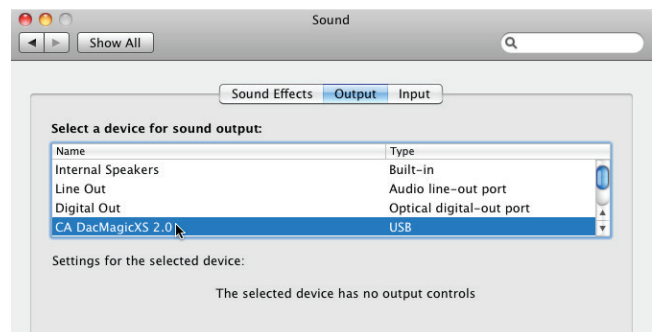 Sound
Show All
Sound Effects Output Input
Select a device for sound output:
Name Type
Internal Speakers Built-in
Line Out Audio line-out port
Digital Out Optical digital-out port
CA DacMagicXS 2.0 USB
Settings for the selected device:
The selected device has no output controls